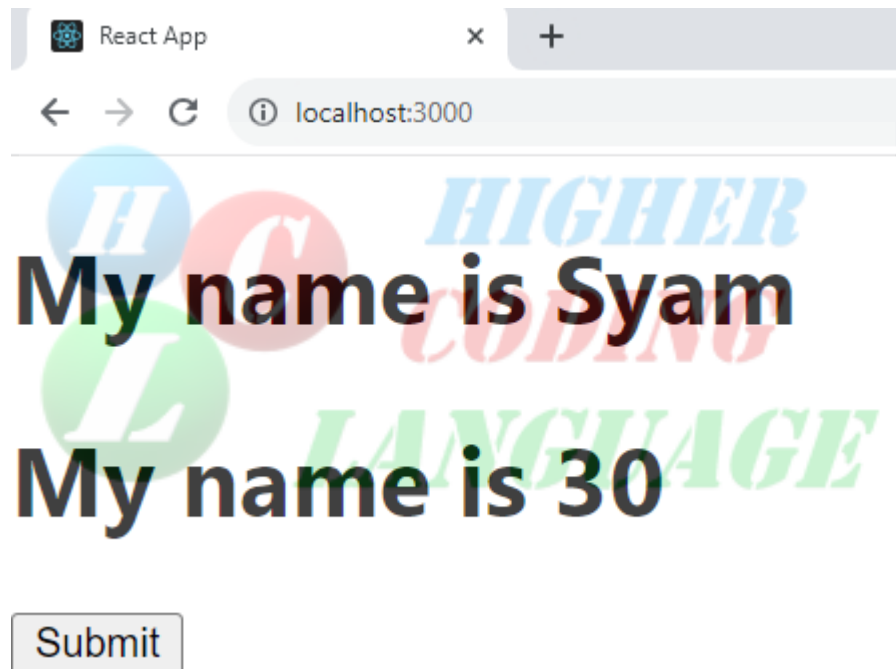 React App
localhost:3000
H C L
HIGHER
My name is Syam
CODING
LANGUAGE
My name is 30
Submit